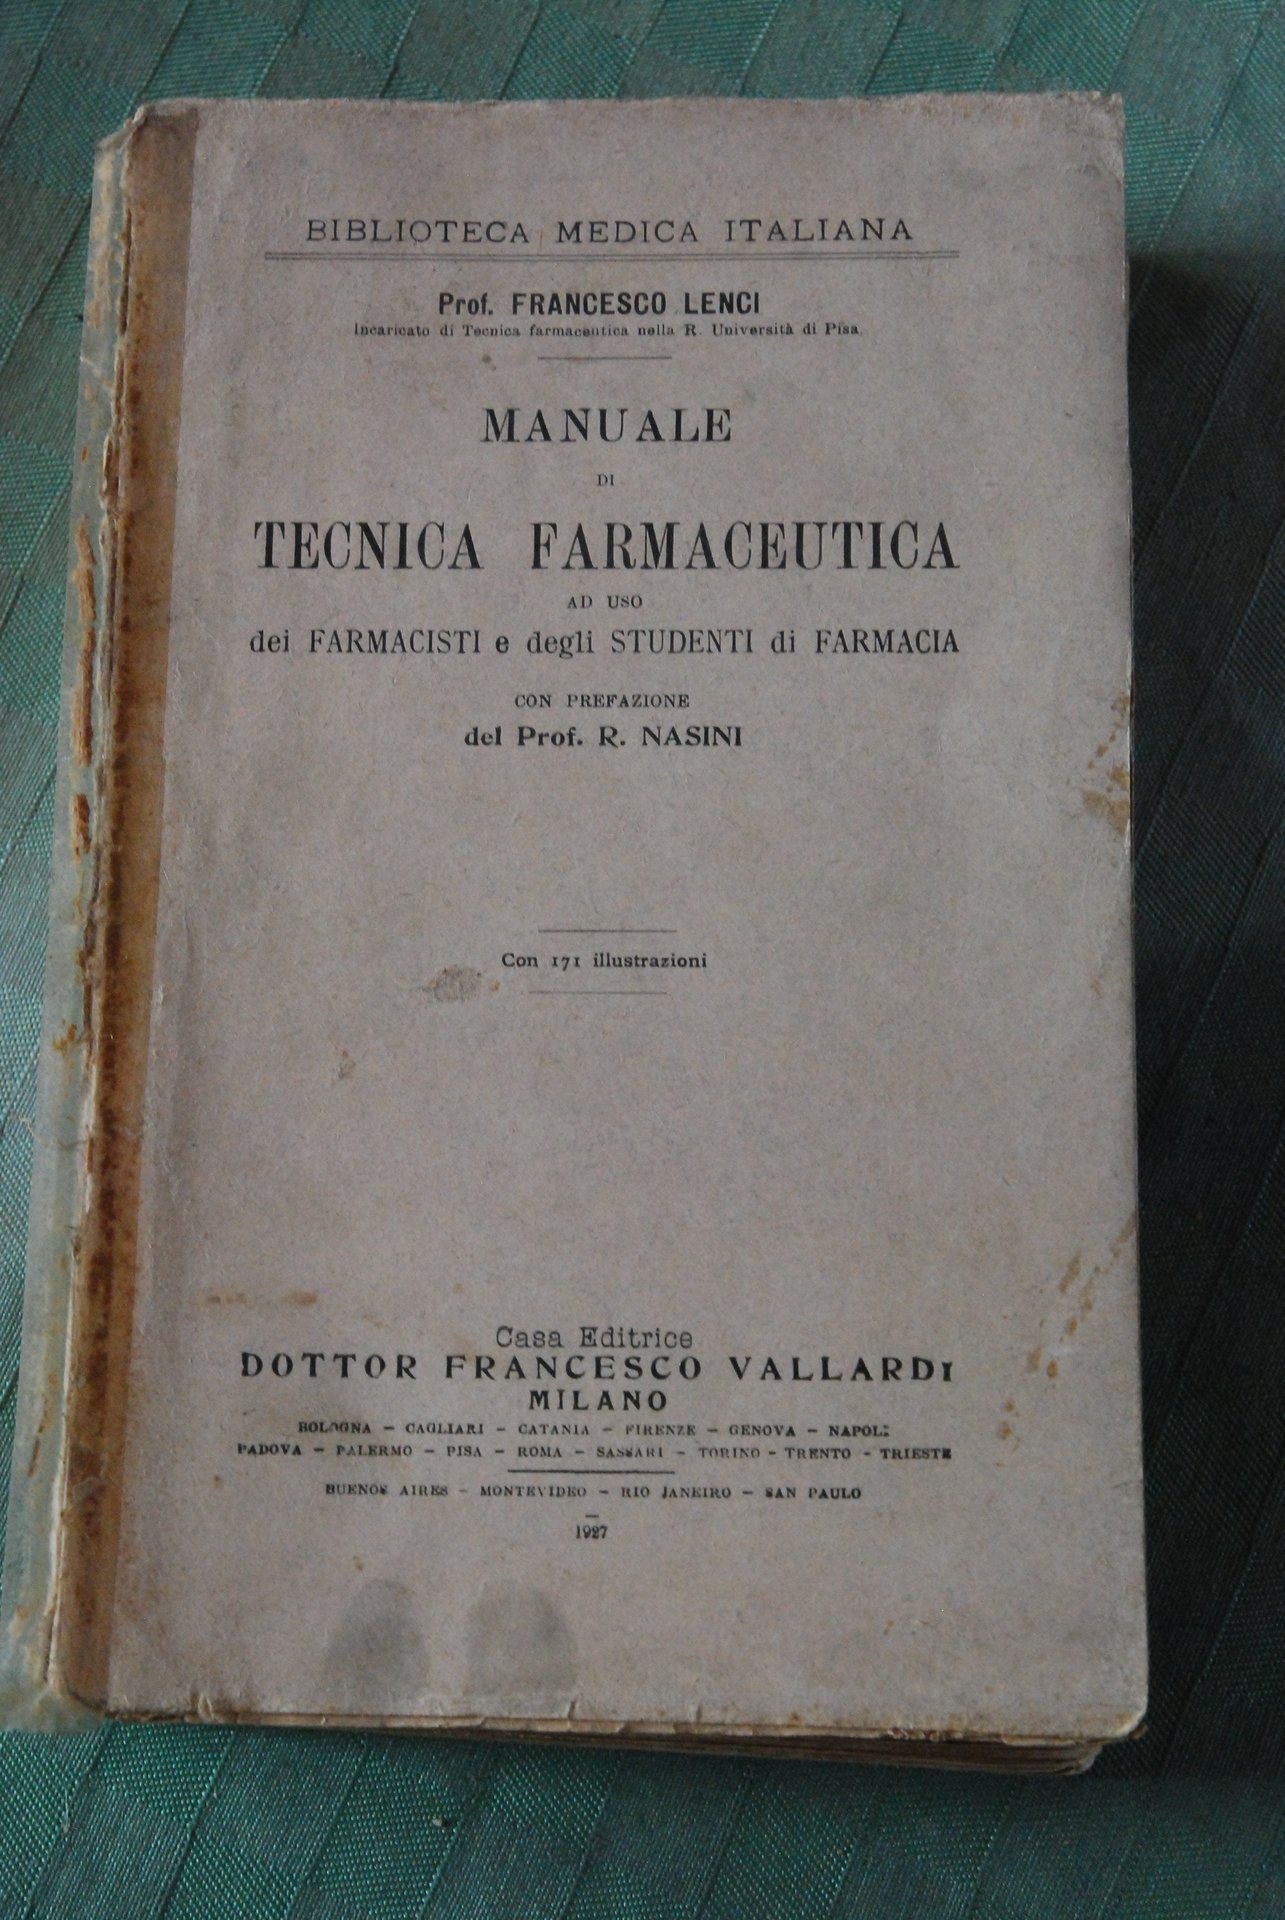 BIBLIOTECA MEDICA ITALIANA
Prof. FRANCESCO LENCI
Incaricato di Tecnica farmaceutica nella R. Università di Pisa
MANUALE
DI
TECNICA FARMACEUTICA
AD USO
dei FARMACISTI e degli STUDENTI di FARMACIA
CON PREFAZIONE
del Prof. R. NASINI
Con 171 illustrazioni
Casa Editrice
DOTTOR FRANCESCO VALLARDI
MILANO
BOLOGNA – CAGLIARI – CATANIA – FIRENZE – GENOVA – NAPOLI
PADOVA – PALERMO – PISA – ROMA – SASSARI – TORINO – TRENTO – TRIESTE
BUENOS AIRES – MONTEVIDEO – RIO JANEIRO – SAN PAULO
1927